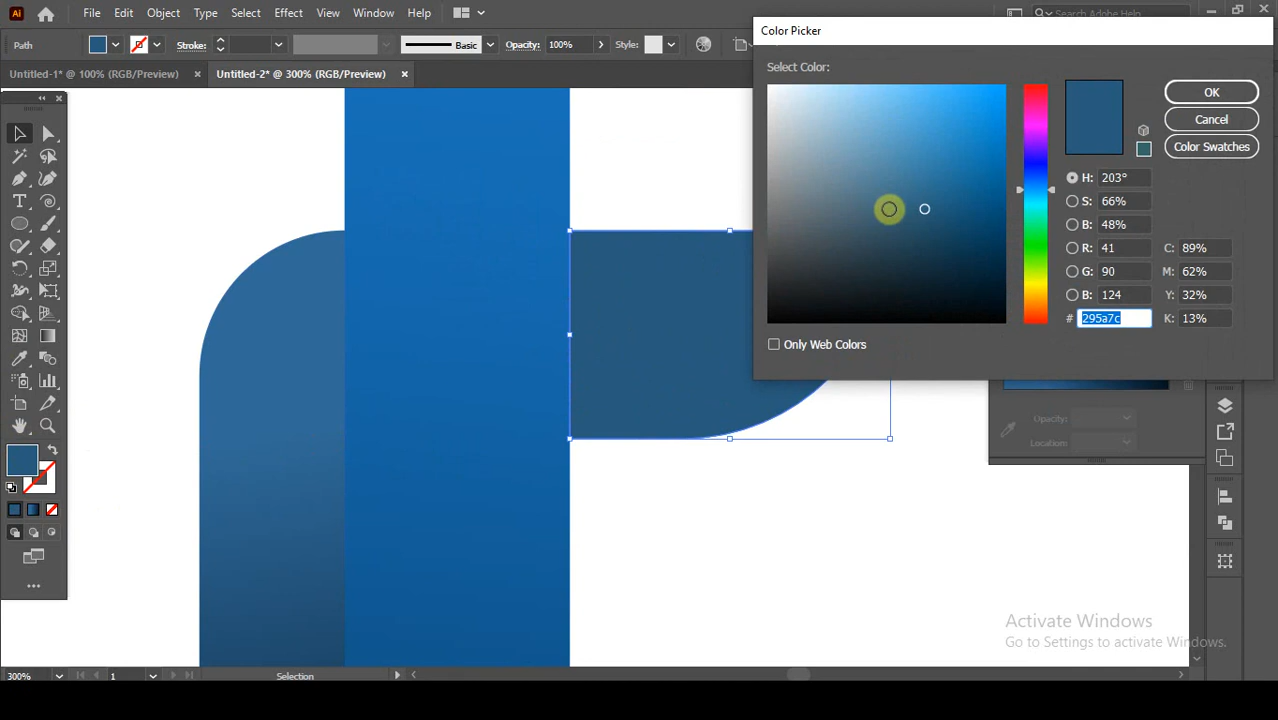 Ai File Edit Object Type Select Effect View Window Help Search Adobe Help
Color Picker
Path Stroke: Basic Opacity: 100% Style:
Select Color:
Untitled-1* @ 100% (RGB/Preview) × Untitled-2* @ 300% (RGB/Preview) ×
OK
Cancel
Color Swatches
H: 203°
S: 66%
B: 48%
R: 41 C: 89%
G: 90 M: 62%
B: 124 Y: 32%
# 295a7c K: 13%
Only Web Colors
Opacity:
Location:
Activate Windows
Go to Settings to activate Windows.
300% 1 Selection